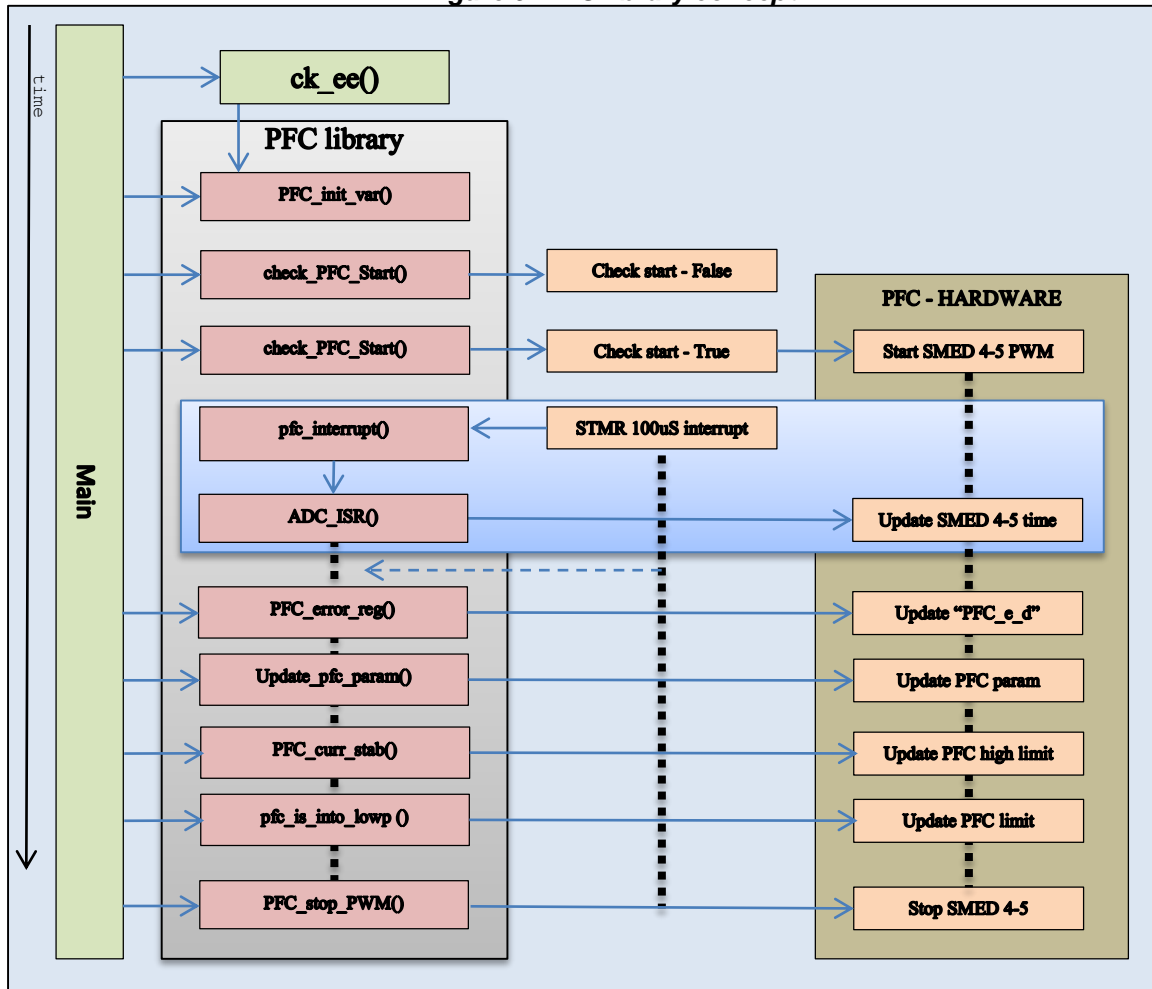 time
Main
ck_ee()
PFC library
PFC_init_var()
check_PFC_Start()
Check start - False
PFC - HARDWARE
check_PFC_Start()
Check start - True
Start SMED 4-5 PWM
pfc_interrupt()
STMR 100uS interrupt
ADC_ISR()
Update SMED 4-5 time
PFC_error_reg()
Update “PFC_e_d”
Update_pfc_param()
Update PFC param
PFC_curr_stab()
Update PFC high limit
pfc_is_into_lowp ()
Update PFC limit
PFC_stop_PWM()
Stop SMED 4-5